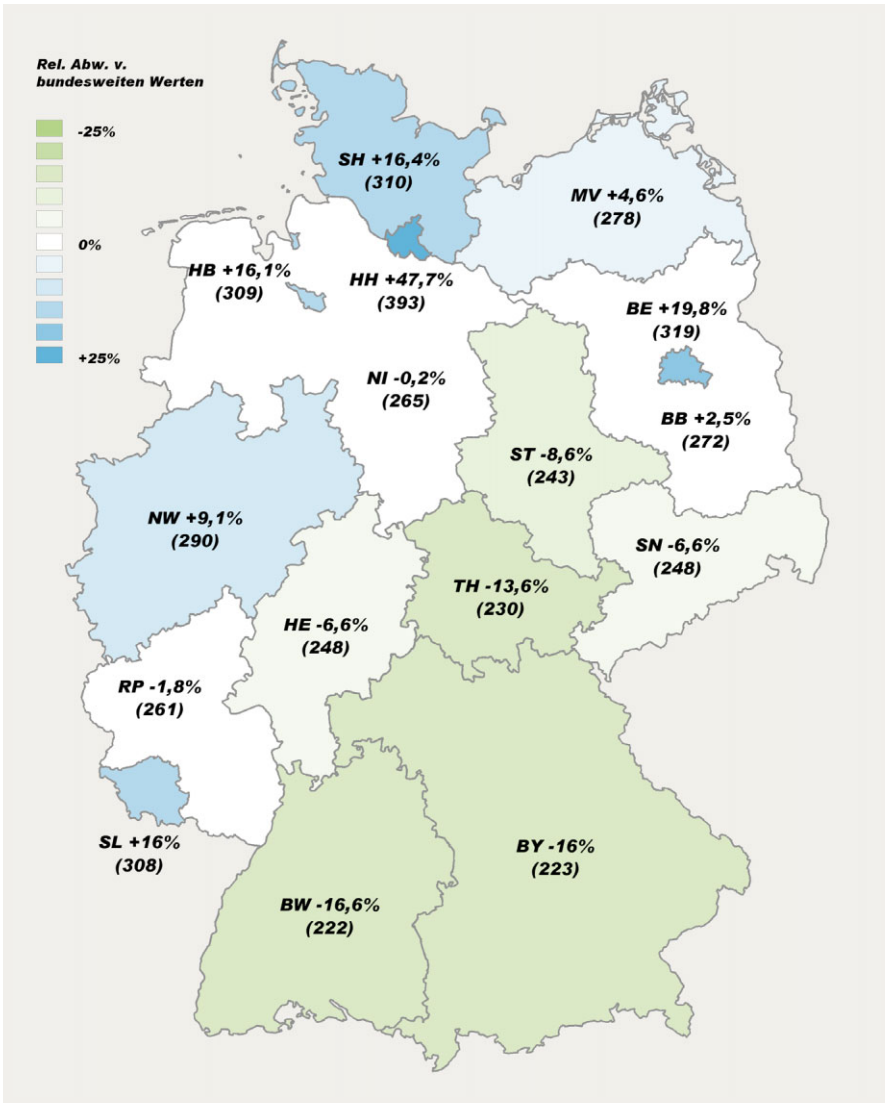 Rel. Abw. v.
bundesweiten Werten
-25%
0%
+25%
SH +16,4%
(310)
MV +4,6%
(278)
HB +16,1%
(309)
HH +47,7%
(393)
BE +19,8%
(319)
NI -0,2%
(265)
BB +2,5%
(272)
ST -8,6%
(243)
NW +9,1%
(290)
SN -6,6%
(248)
TH -13,6%
(230)
HE -6,6%
(248)
RP -1,8%
(261)
SL +16%
(308)
BY -16%
(223)
BW -16,6%
(222)